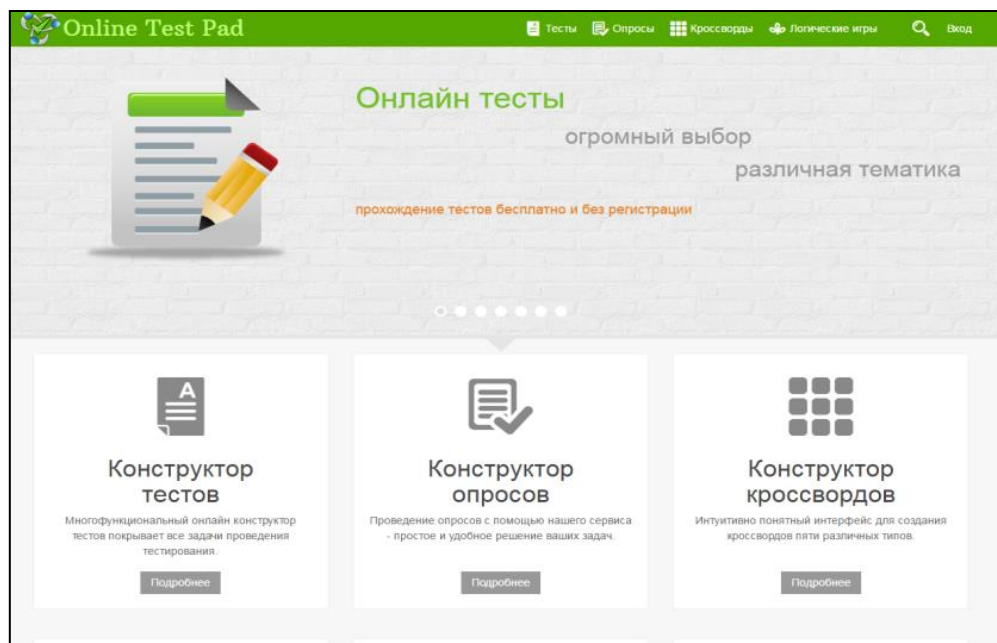 Online Test Pad
Тесты
Опросы
Кроссворды
Логические игры
Вход
Онлайн тесты
огромный выбор
различная тематика
прохождение тестов бесплатно и без регистрации
A
Конструктор
тестов
Многофункциональный онлайн конструктор
тестов покрывает все задачи проведения
тестирования.
Подробнее
Конструктор
опросов
Проведение опросов с помощью нашего сервиса
- простое и удобное решение ваших задач.
Подробнее
Конструктор
кроссвордов
Интуитивно понятный интерфейс для создания
кроссвордов пяти различных типов.
Подробнее